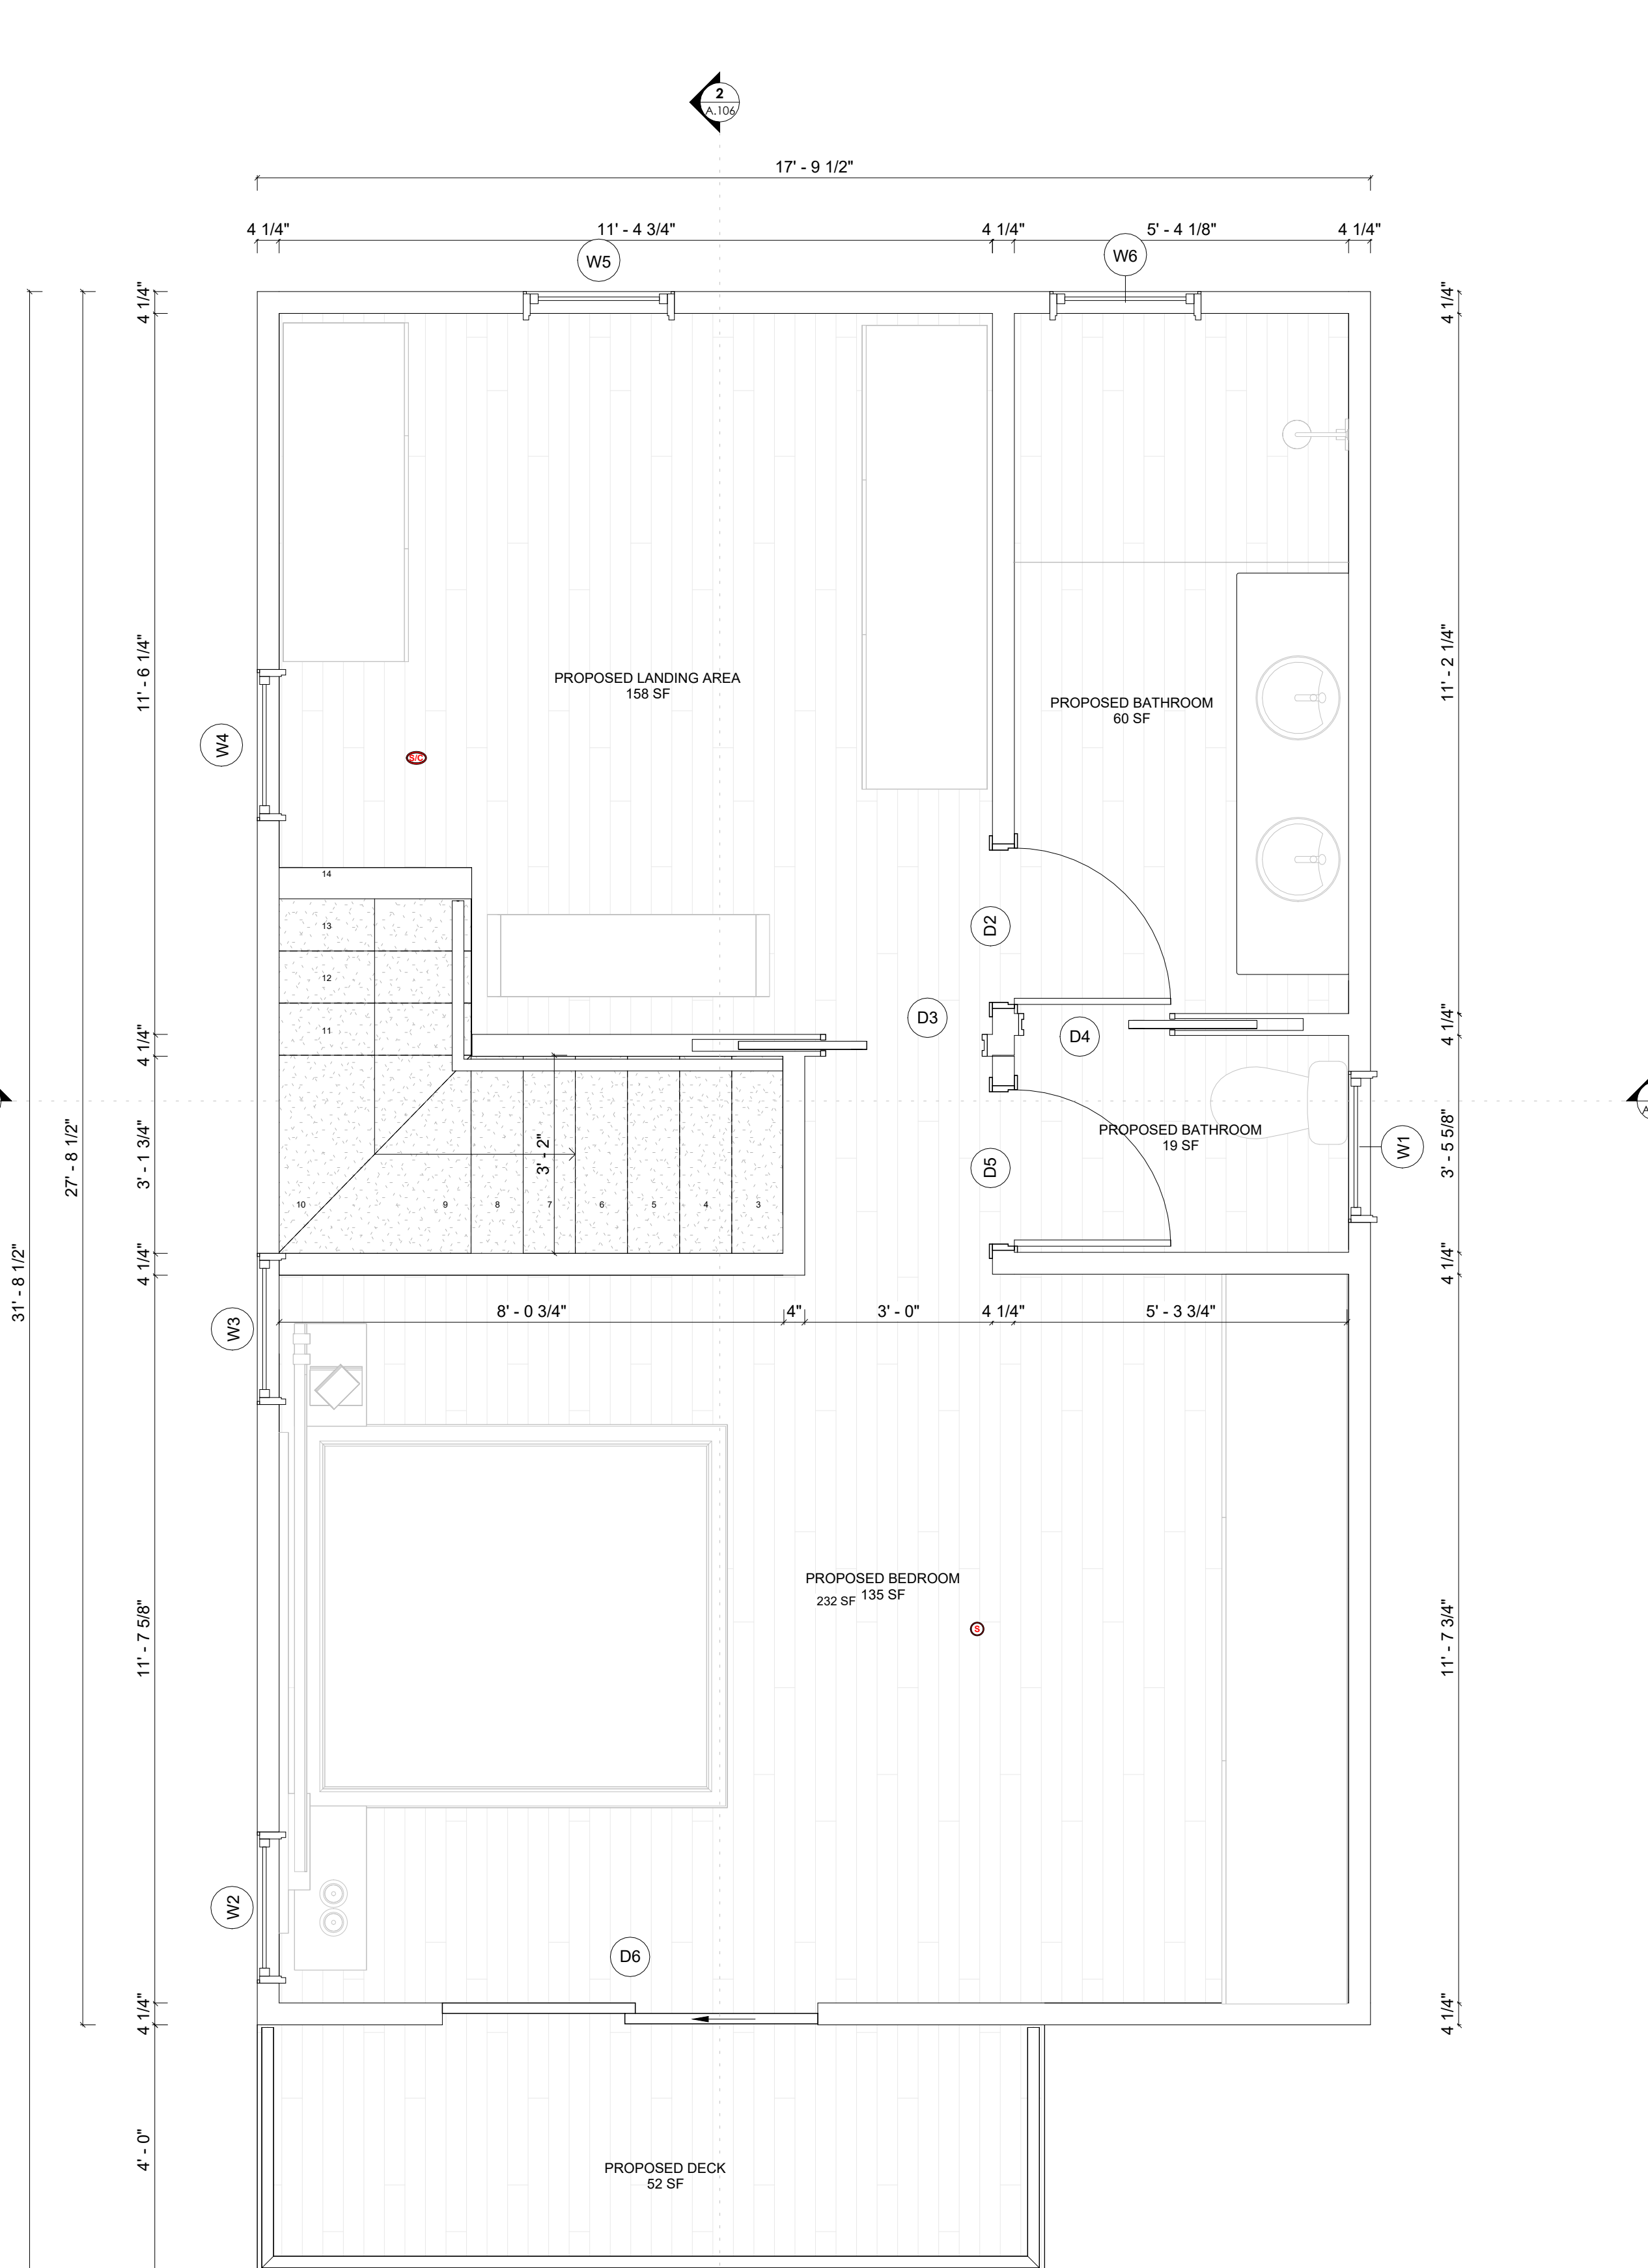 2
A.106
17' - 9 1/2"
4 1/4"
11' - 4 3/4"
4 1/4"
5' - 4 1/8"
4 1/4"
W5
W6
4 1/4"
4 1/4"
11' - 6 1/4"
11' - 2 1/4"
PROPOSED LANDING AREA
158 SF
PROPOSED BATHROOM
60 SF
W4
S/C
14
13
12
11
D2
D3
D4
4 1/4"
4 1/4"
27' - 8 1/2"
31' - 8 1/2"
3' - 1 3/4"
3' - 2"
PROPOSED BATHROOM
19 SF
W1
3' - 5 5/8"
A
D5
10
9
8
7
6
5
4
3
4 1/4"
4 1/4"
W3
8' - 0 3/4"
4"
3' - 0"
4 1/4"
5' - 3 3/4"
PROPOSED BEDROOM
232 SF 135 SF
S
11' - 7 5/8"
11' - 7 3/4"
W2
D6
4 1/4"
4 1/4"
4' - 0"
PROPOSED DECK
52 SF